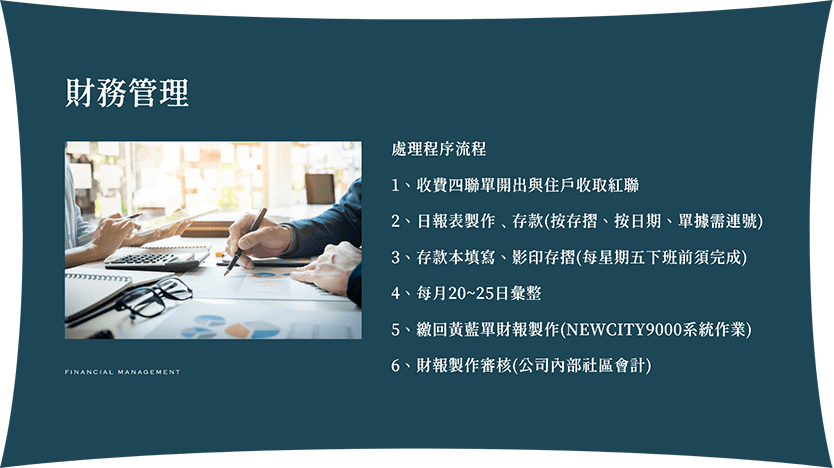 財務管理
處理程序流程
1、收費四聯單開出與住戶收取紅聯
2、日報表製作﹑存款(按存摺、按日期、單據需連號)
3、存款本填寫、影印存摺(每星期五下班前須完成)
4、每月20~25日彙整
5、繳回黃藍單財報製作(NEWCITY9000系統作業)
6、財報製作審核(公司內部社區會計)
FINANCIAL MANAGEMENT